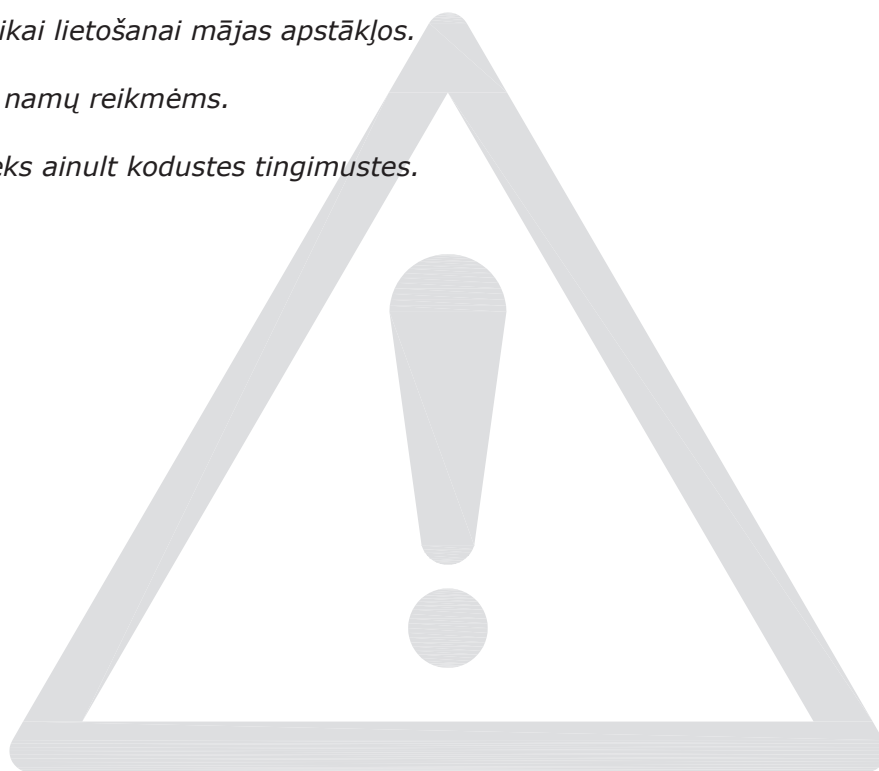 ikai lietošanai mājas apstākļos.
namų reikmėms.
eks ainult kodustes tingimustes.